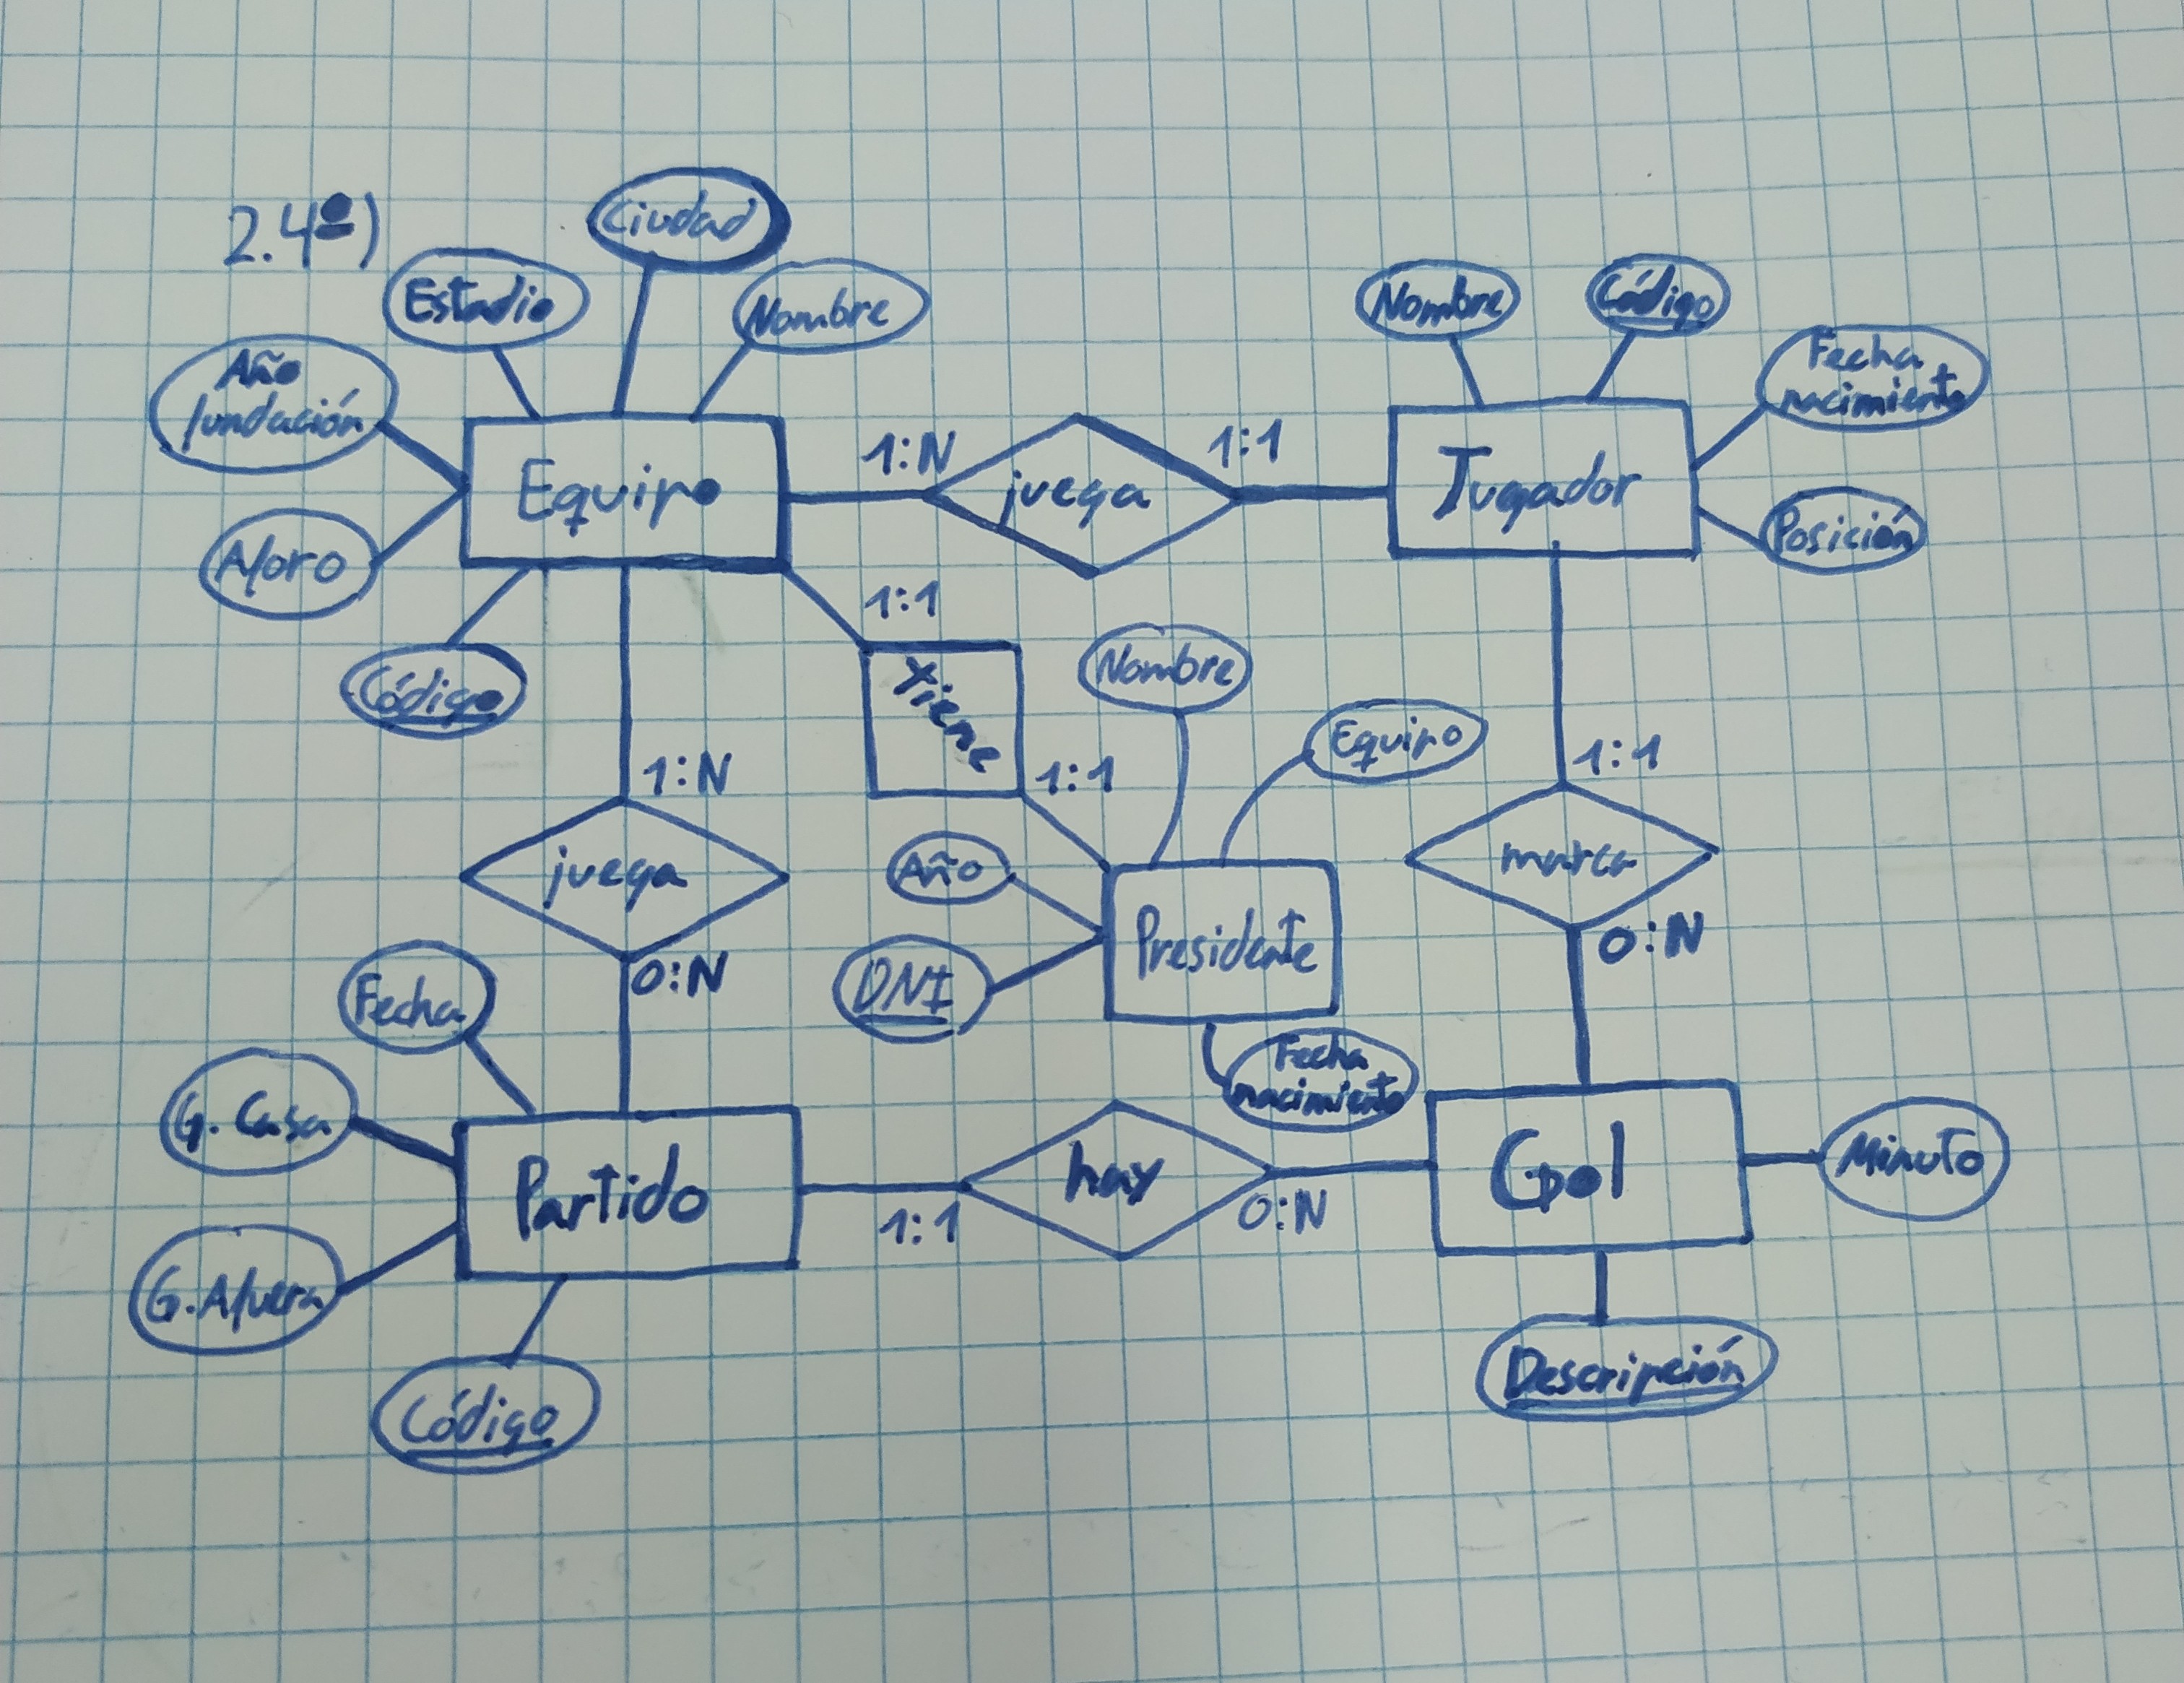 2.4º)
Ciudad
Estadio
Nombre
Año
fundación
Aforo
Código
Equipo
1:N
juega
1:1
Nombre
Código
Fecha
nacimiento
Posición
Jugador
1:1
Tiene
1:1
Nombre
Equipo
Año
DNI
Presidente
Fecha
nacimiento
1:1
marca
0:N
1:N
juega
0:N
Fecha
G. Casa
G. Afuera
Código
Partido
1:1
hay
0:N
Gol
Minuto
Descripción